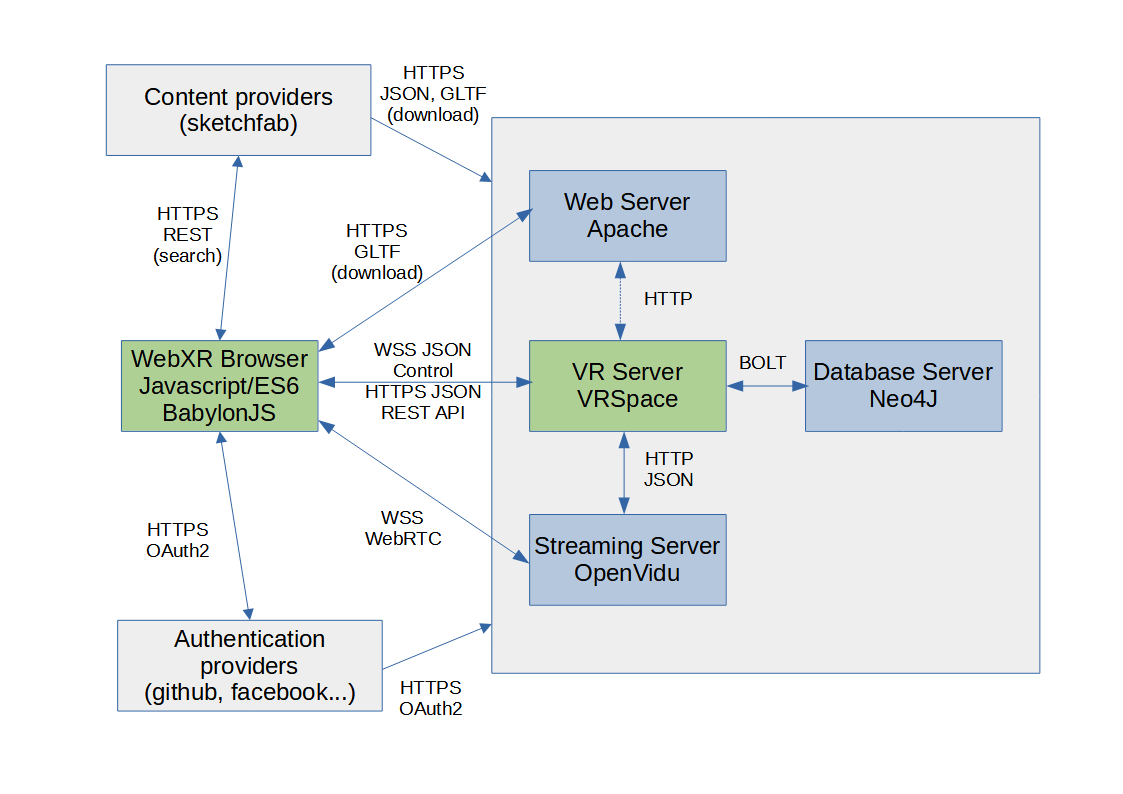 Content providers
(sketchfab)
HTTPS
JSON, GLTF
(download)
HTTPS
REST
(search)
HTTPS
GLTF
(download)
Web Server
Apache
HTTP
WebXR Browser
Javascript/ES6
BabylonJS
WSS JSON
Control
HTTPS JSON
REST API
VR Server
VRSpace
BOLT
Database Server
Neo4J
HTTP
JSON
HTTPS
OAuth2
WSS
WebRTC
Streaming Server
OpenVidu
Authentication
providers
(github, facebook...)
HTTPS
OAuth2